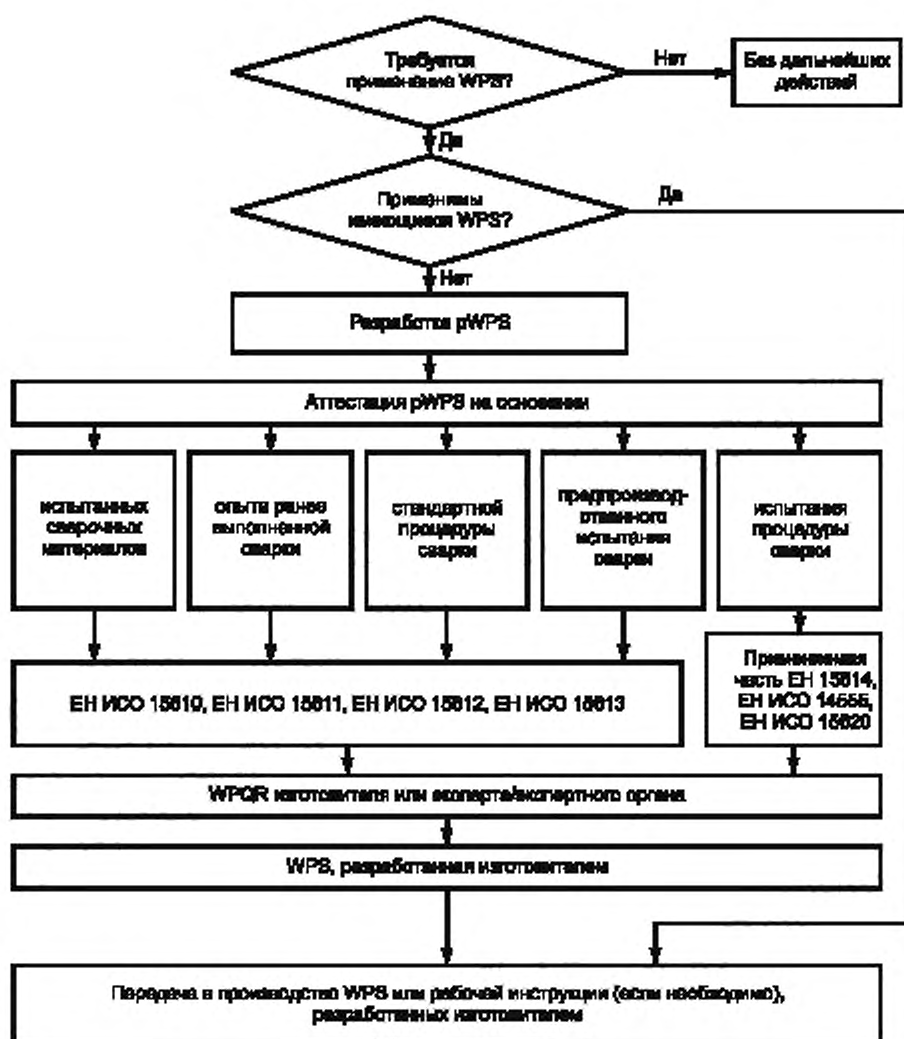 Требуется
применение WPS?
Нет
Без дальнейших
действий
Да
Применимы
имеющиеся WPS?
Да
Нет
Разработка pWPS
Аттестация pWPS на основании
испытанных
сварочных
материалов
опыта ранее
выполненной
сварки
стандартной
процедуры
сварки
предпроизвод-
ственного
испытания
сварки
испытания
процедуры
сварки
ЕН ИСО 15610, ЕН ИСО 15611, ЕН ИСО 15612, ЕН ИСО 15613
Применяемая
часть ЕН 15614,
ЕН ИСО 14555,
ЕН ИСО 15620
WPQR изготовителя или эксперта/экспертного органа
WPS, разработанная изготовителем
Передача в производство WPS или рабочей инструкции (если необходимо),
разработанных изготовителем